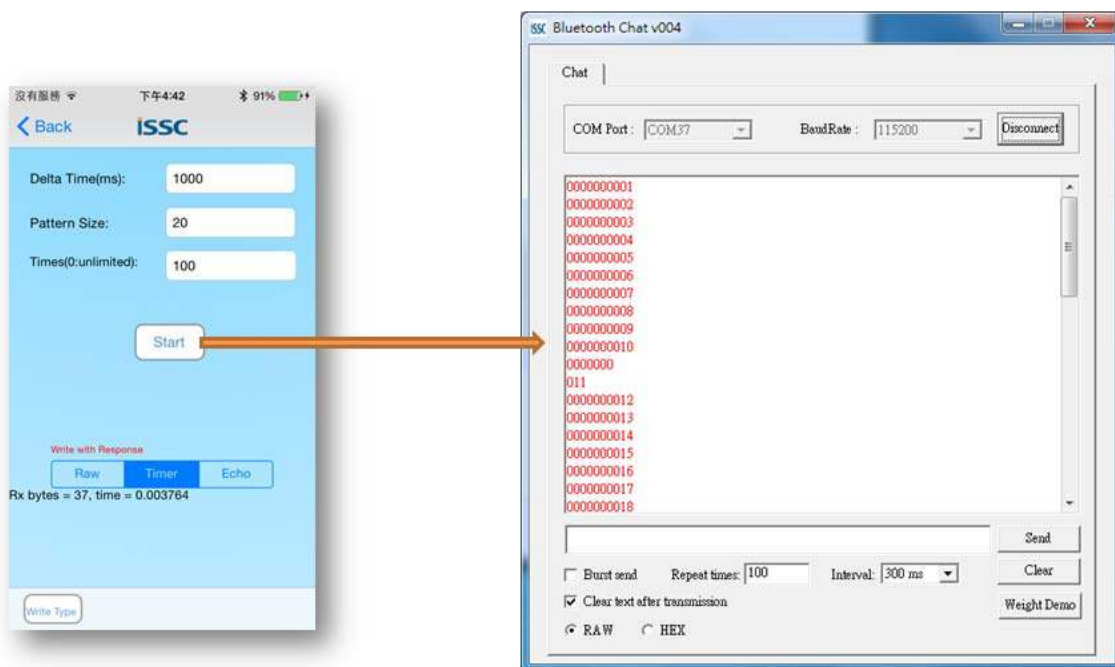 沒有服務 下午4:42 91%
Back ISSC
Delta Time(ms): 1000
Pattern Size: 20
Times(0:unlimited): 100
Start
Write with Response
Raw Timer Echo
Rx bytes = 37, time = 0.003764
Write Type
ISSC Bluetooth Chat v004
Chat
COM Port : COM37 BaudRate : 115200 Disconnect
0000000001
0000000002
0000000003
0000000004
0000000005
0000000006
0000000007
0000000008
0000000009
0000000010
0000000
011
0000000012
0000000013
0000000014
0000000015
0000000016
0000000017
0000000018
Send
Burst send Repeat times: 100 Interval: 300 ms Clear
Clear text after transmission Weight Demo
RAW HEX